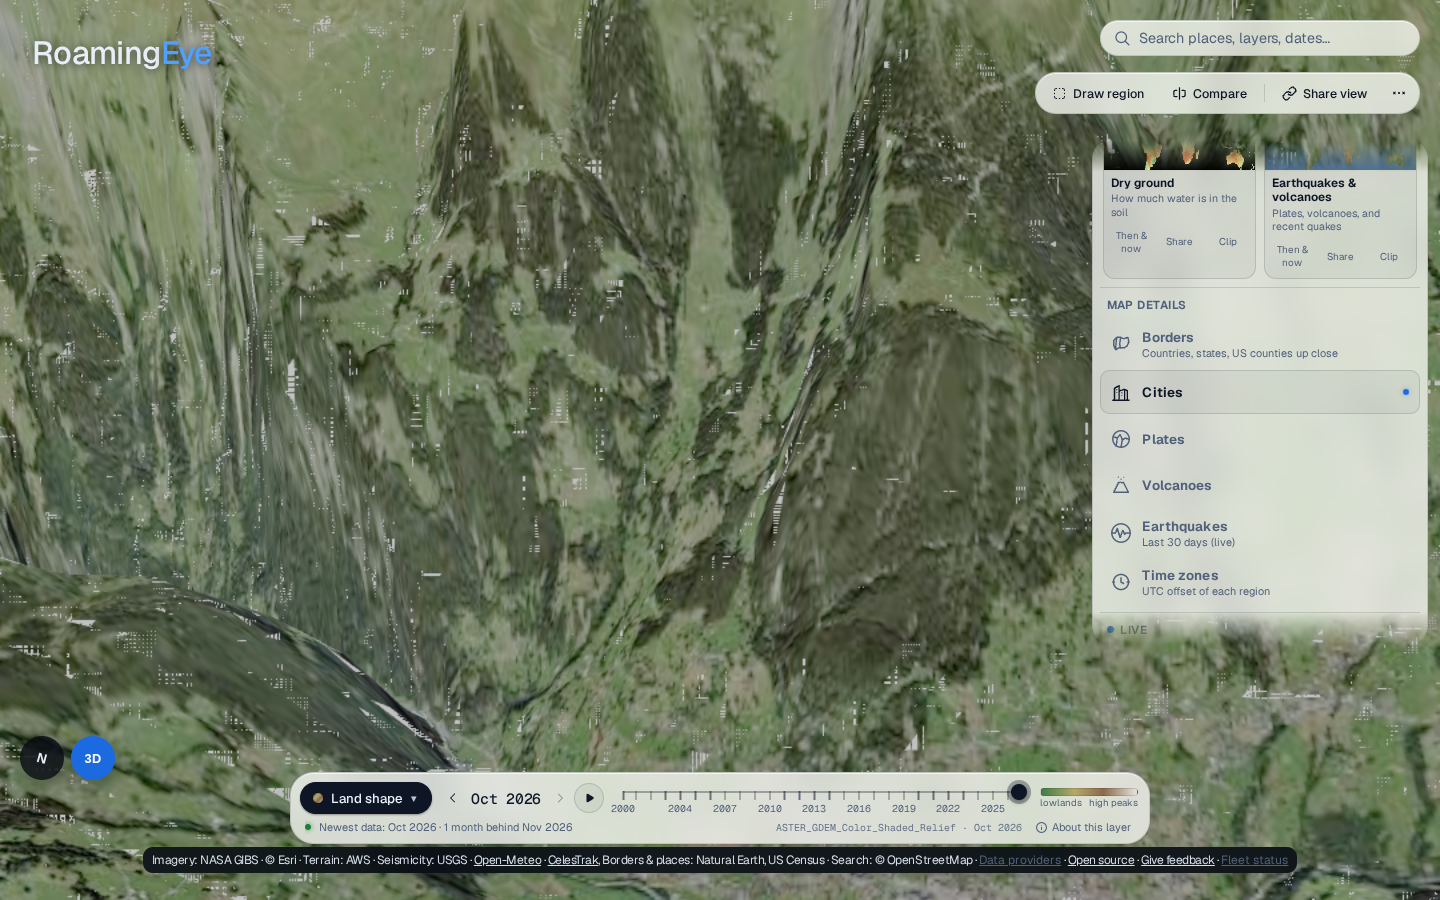 RoamingEye
Search places, layers, dates...
Draw region
Compare
Share view
Dry ground
How much water is in the
soil
Then &
now
Share
Clip
Earthquakes &
volcanoes
Plates, volcanoes, and
recent quakes
Then &
now
Share
Clip
MAP DETAILS
Borders
Countries, states, US counties up close
Cities
Plates
Volcanoes
Earthquakes
Last 30 days (live)
Time zones
UTC offset of each region
LIVE
N
3D
Land shape
Oct 2026
2000 2004 2007 2010 2013 2016 2019 2022 2025
lowlands high peaks
Newest data: Oct 2026 · 1 month behind Nov 2026
ASTER_GDEM_Color_Shaded_Relief · Oct 2026
About this layer
Imagery: NASA GIBS · © Esri · Terrain: AWS · Seismicity: USGS · Open-Meteo · CelesTrak, Borders & places: Natural Earth, US Census · Search: © OpenStreetMap · Data providers · Open source · Give feedback · Fleet status